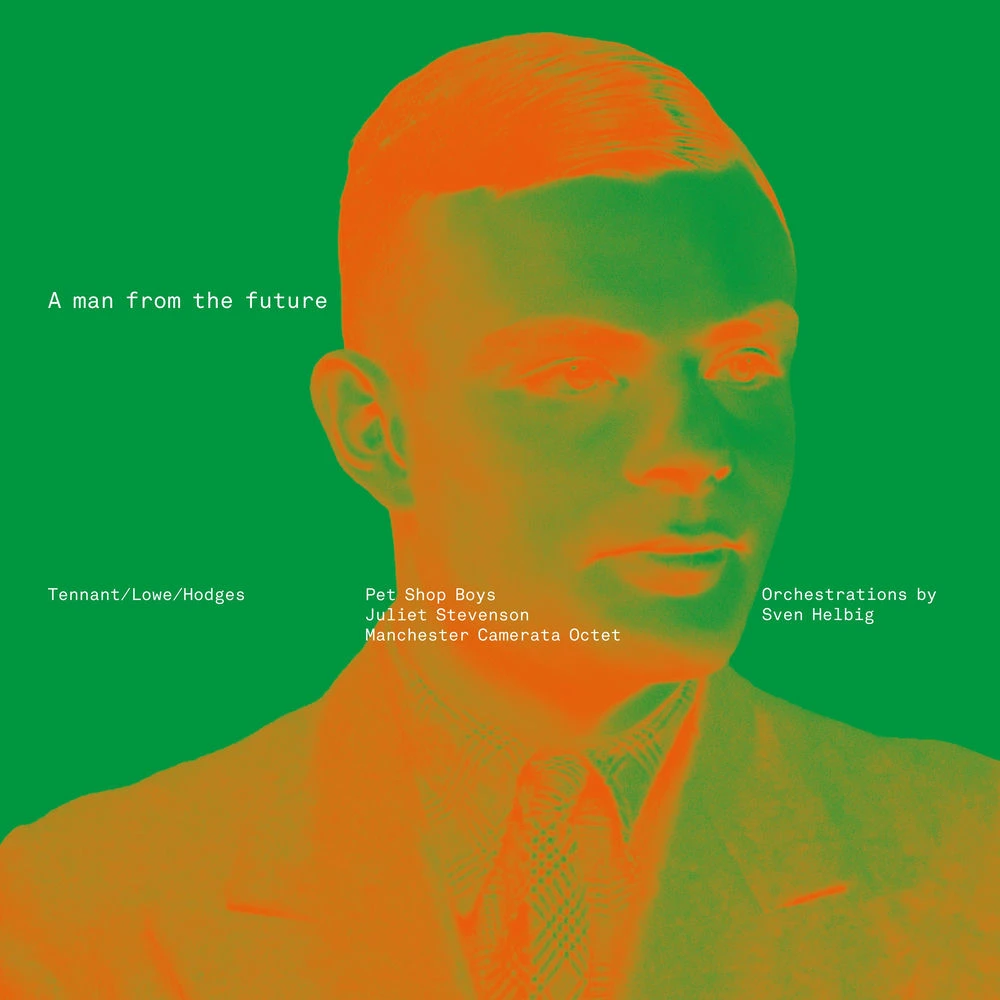 A man from the future
Tennant/Lowe/Hodges
Pet Shop Boys
Juliet Stevenson
Manchester Camerata Octet
Orchestrations by
Sven Helbig